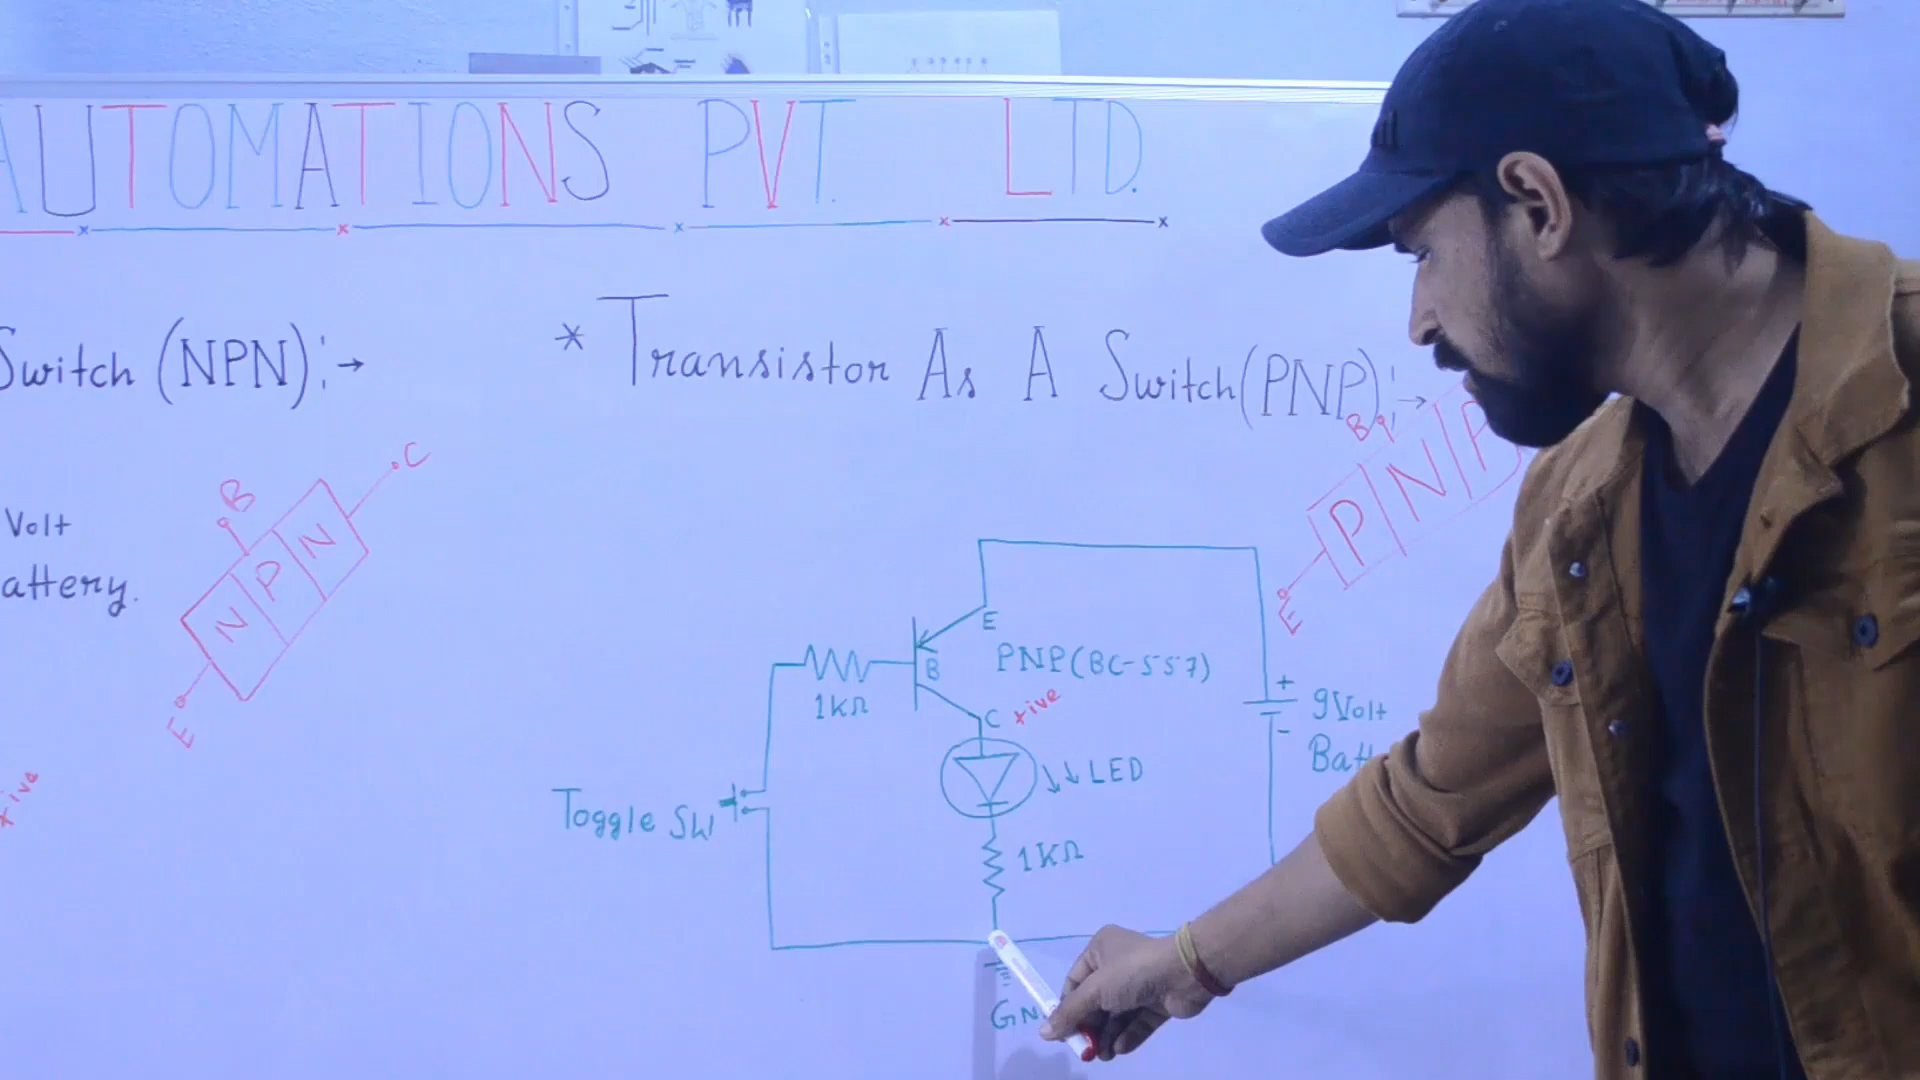 AUTOMATIONS PVT. LTD.
Switch (NPN):→
* Transistor As A Switch (PNP):→
Volt
attery.
B
C
N P N
E
B
P N P
E
E
PNP (BC-557)
B
1KΩ
C +ive
+
9Volt
-
Batt
LED
Toggle SW
1KΩ
+ive
GN